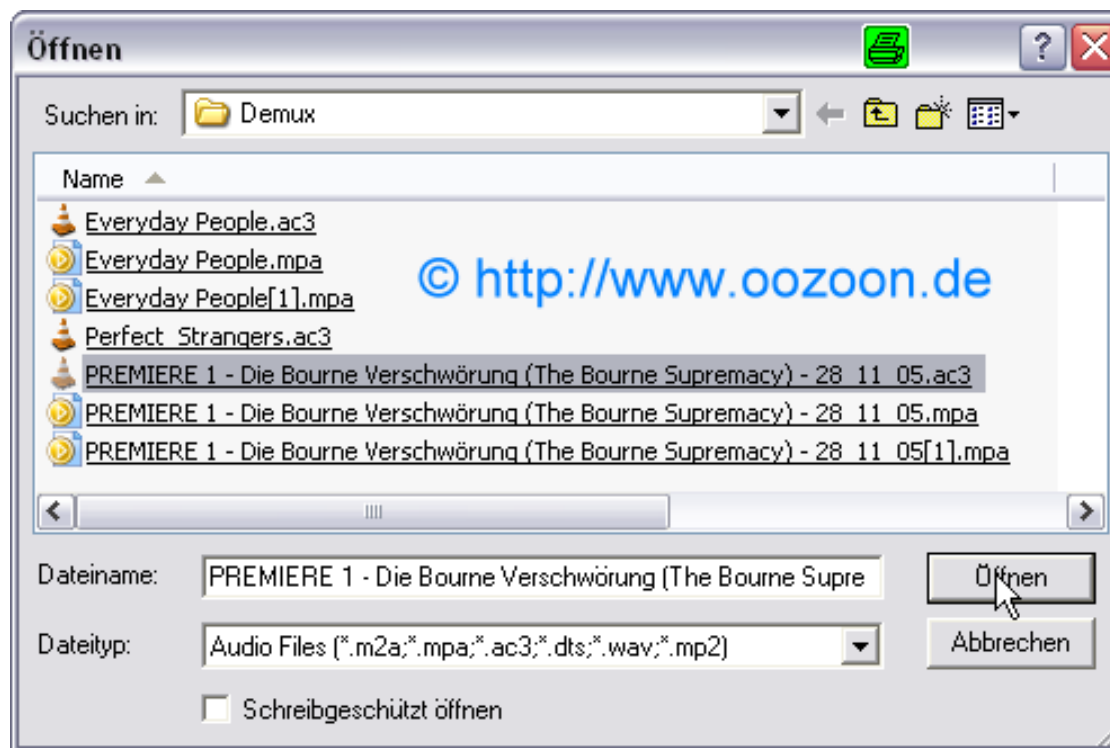 Öffnen
Suchen in: Demux
Name
Everyday People.ac3
Everyday People.mpa
© http://www.oozoon.de
Everyday People[1].mpa
Perfect_Strangers.ac3
PREMIERE 1 - Die Bourne Verschwörung (The Bourne Supremacy) - 28_11_05.ac3
PREMIERE 1 - Die Bourne Verschwörung (The Bourne Supremacy) - 28_11_05.mpa
PREMIERE 1 - Die Bourne Verschwörung (The Bourne Supremacy) - 28_11_05[1].mpa
Dateiname: PREMIERE 1 - Die Bourne Verschwörung (The Bourne Supre Öffnen
Dateityp: Audio Files (*.m2a;*.mpa;*.ac3;*.dts;*.wav;*.mp2) Abbrechen
Schreibgeschützt öffnen